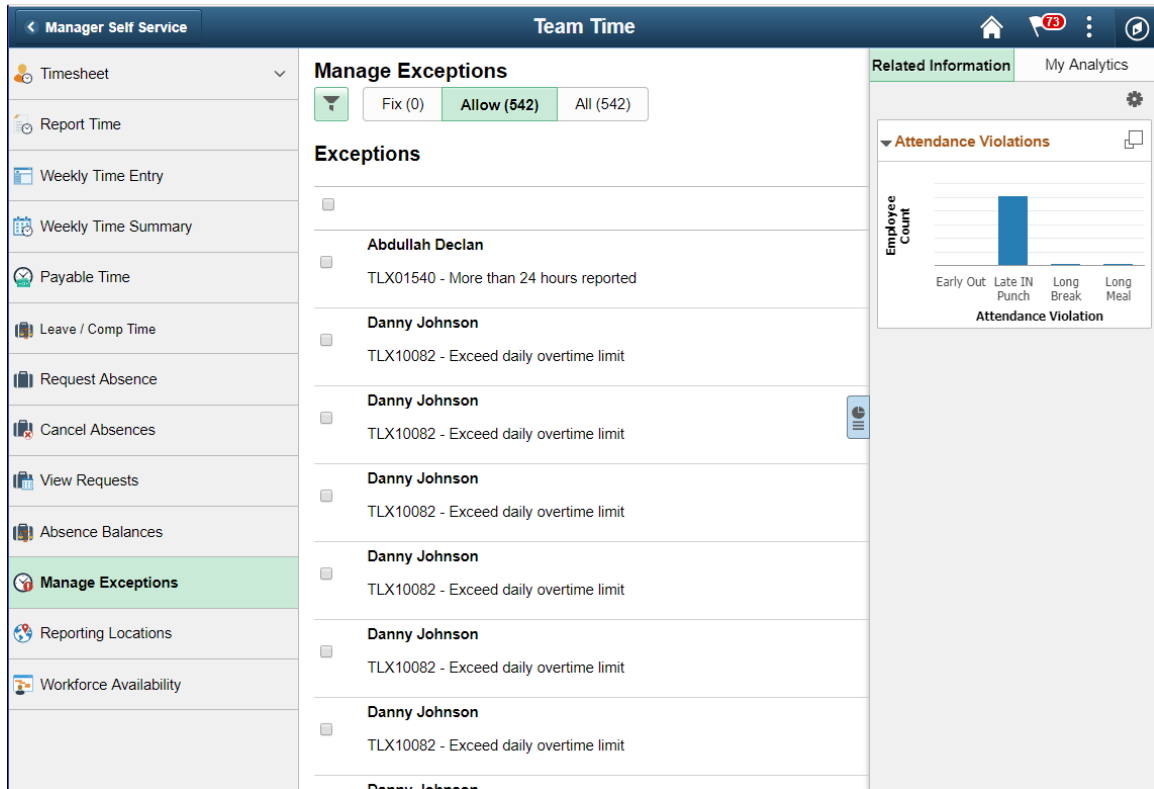 Manager Self Service
Team Time
73
Timesheet
Report Time
Weekly Time Entry
Weekly Time Summary
Payable Time
Leave / Comp Time
Request Absence
Cancel Absences
View Requests
Absence Balances
Manage Exceptions
Reporting Locations
Workforce Availability
Manage Exceptions
Fix (0)
Allow (542)
All (542)
Exceptions
Abdullah Declan
TLX01540 - More than 24 hours reported
Danny Johnson
TLX10082 - Exceed daily overtime limit
Danny Johnson
TLX10082 - Exceed daily overtime limit
Danny Johnson
TLX10082 - Exceed daily overtime limit
Danny Johnson
TLX10082 - Exceed daily overtime limit
Danny Johnson
TLX10082 - Exceed daily overtime limit
Danny Johnson
TLX10082 - Exceed daily overtime limit
Danny Johnson
Related Information
My Analytics
Attendance Violations
Employee
Count
Early Out
Late IN
Punch
Long
Break
Long
Meal
Attendance Violation